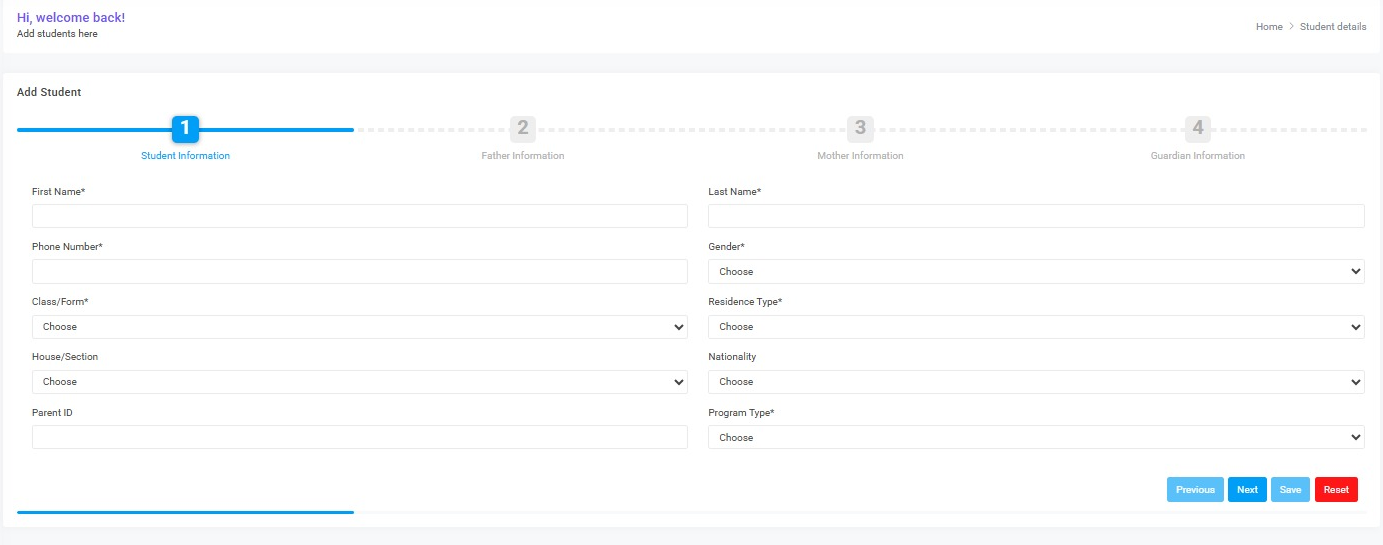 Hi, welcome back!
Add students here
Home > Student details
Add Student
1 2 3 4
Student Information Father Information Mother Information Guardian Information
First Name* Last Name*
Phone Number* Gender*
Choose
Class/Form* Residence Type*
Choose Choose
House/Section Nationality
Choose Choose
Parent ID Program Type*
Choose
Previous Next Save Reset